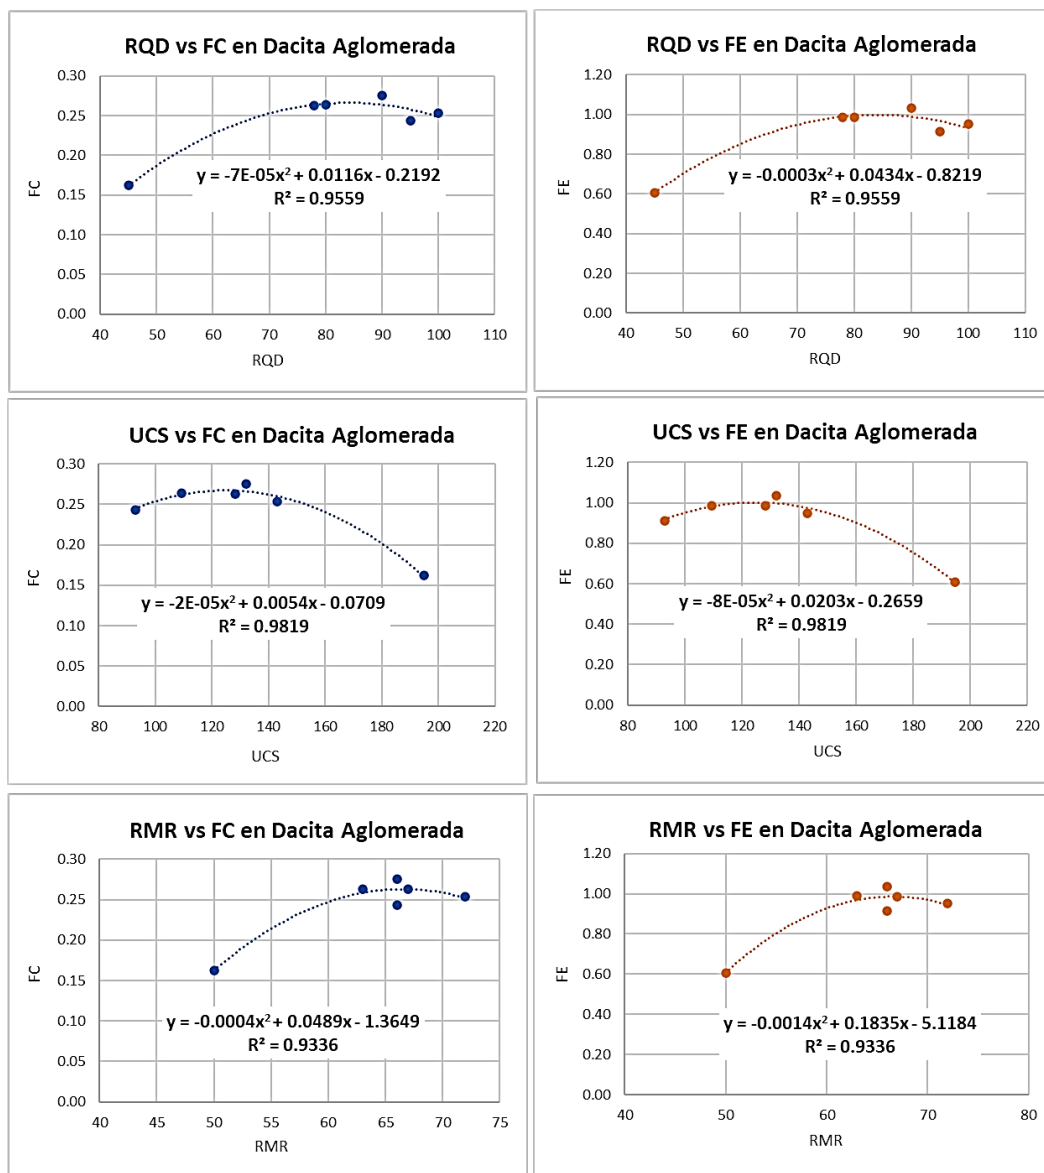 RQD vs FC en Dacita Aglomerada
0.30
0.25
0.20
0.15
0.10
0.05
0.00
FC
y = -7E-05x² + 0.0116x - 0.2192
R² = 0.9559
40 50 60 70 80 90 100 110
RQD
RQD vs FE en Dacita Aglomerada
1.20
1.00
0.80
0.60
0.40
0.20
0.00
FE
y = -0.0003x² + 0.0434x - 0.8219
R² = 0.9559
40 50 60 70 80 90 100 110
RQD
UCS vs FC en Dacita Aglomerada
0.30
0.25
0.20
0.15
0.10
0.05
0.00
FC
y = -2E-05x² + 0.0054x - 0.0709
R² = 0.9819
80 100 120 140 160 180 200 220
UCS
UCS vs FE en Dacita Aglomerada
1.20
1.00
0.80
0.60
0.40
0.20
0.00
FE
y = -8E-05x² + 0.0203x - 0.2659
R² = 0.9819
80 100 120 140 160 180 200 220
UCS
RMR vs FC en Dacita Aglomerada
0.30
0.25
0.20
0.15
0.10
0.05
0.00
FC
y = -0.0004x² + 0.0489x - 1.3649
R² = 0.9336
40 45 50 55 60 65 70 75
RMR
RMR vs FE en Dacita Aglomerada
1.20
1.00
0.80
0.60
0.40
0.20
0.00
FE
y = -0.0014x² + 0.1835x - 5.1184
R² = 0.9336
40 50 60 70 80
RMR